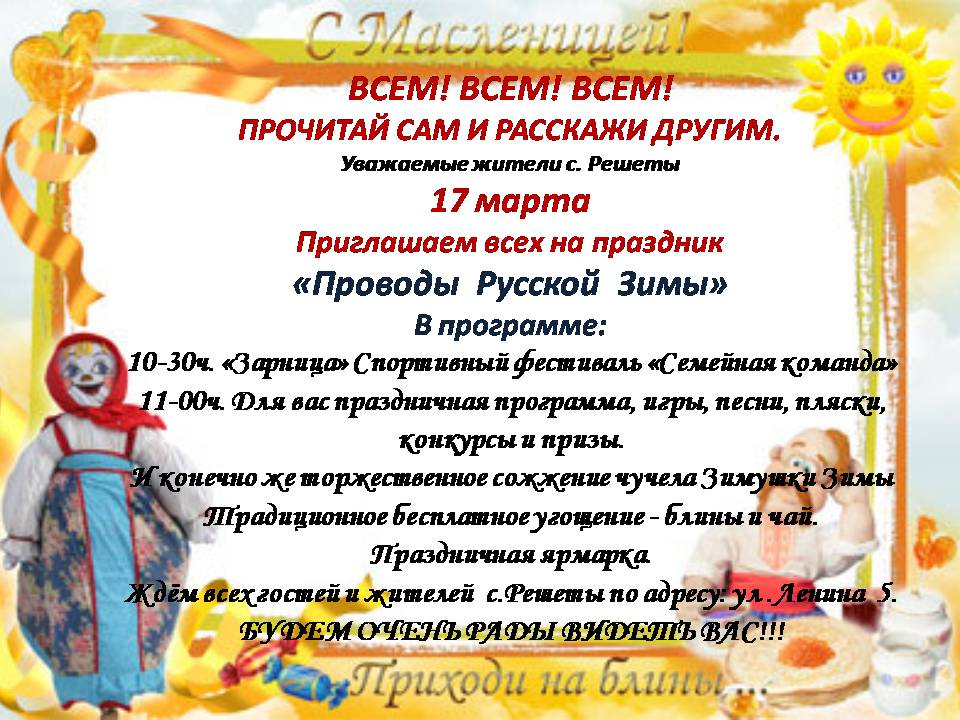 С Масленицей!
ВСЕМ! ВСЕМ! ВСЕМ!
ПРОЧИТАЙ САМ И РАССКАЖИ ДРУГИМ.
Уважаемые жители с. Решеты
17 марта
Приглашаем всех на праздник
«Проводы Русской Зимы»
В программе:
10-30ч. «Зарница» Спортивный фестиваль «Семейная команда»
11-00ч. Для вас праздничная программа, игры, песни, пляски,
конкурсы и призы.
И конечно же торжественное сожжение чучела Зимушки Зимы
Традиционное бесплатное угощение - блины и чай.
Праздничная ярмарка.
Ждём всех гостей и жителей с.Решеты по адресу: ул. Ленина 5.
БУДЕМ ОЧЕНЬ РАДЫ ВИДЕТЬ ВАС!!!
Приходи на блины ...